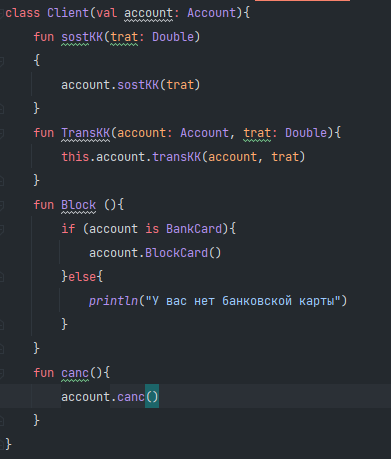 class Client(val account: Account){
    fun sostKK(trat: Double)
    {
        account.sostKK(trat)
    }
    fun TransKK(account: Account, trat: Double){
        this.account.transKK(account, trat)
    }
    fun Block (){
        if (account is BankCard){
            account.BlockCard()
        }else{
            println("У вас нет банковской карты")
        }
    }
    fun canc(){
        account.canc()
    }
}